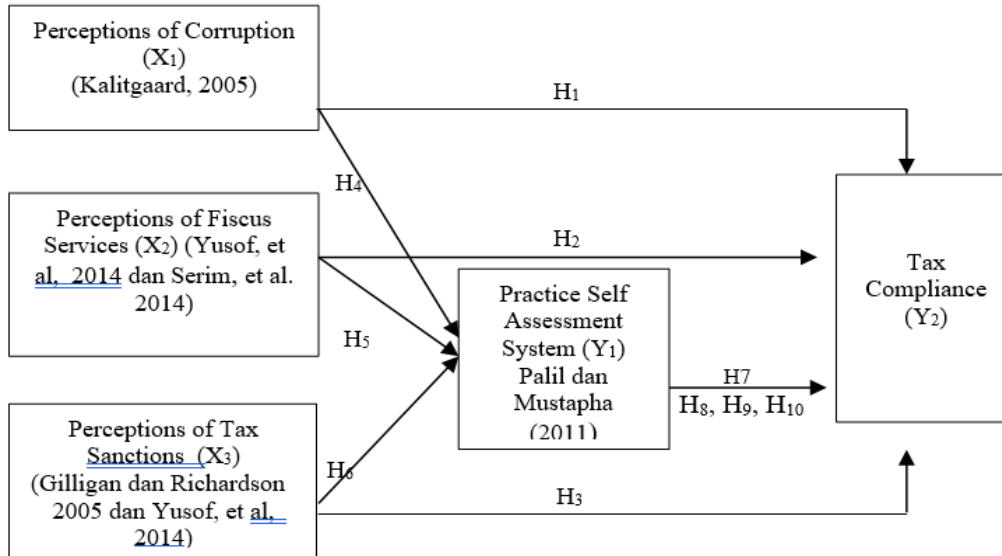 Perceptions of Corruption
(X₁)
(Kalitgaard, 2005)
H₁
H₄
Perceptions of Fiscus
Services (X₂) (Yusof, et
al, 2014 dan Serim, et al.
2014)
H₂
H₅
Practice Self
Assessment
System (Y₁)
Palil dan
Mustapha
(2011)
Tax
Compliance
(Y₂)
H7
H₈, H₉, H₁₀
Perceptions of Tax
Sanctions (X₃)
(Gilligan dan Richardson
2005 dan Yusof, et al,
2014)
H₆
H₃